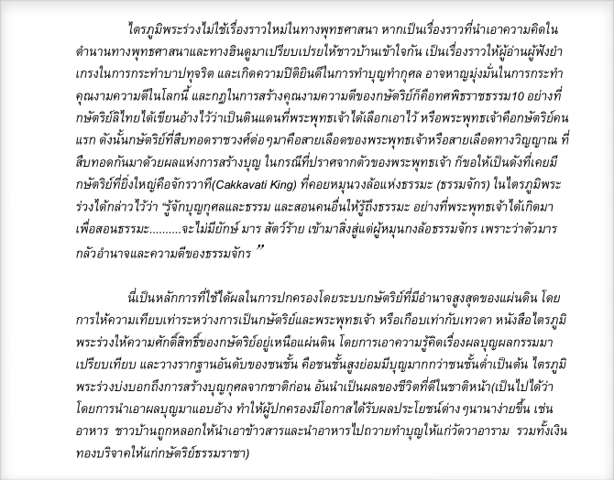 ไตรภูมิพระร่วงไม่ใช้เรื่องราวใหม่ในทางพุทธศาสนา หากเป็นเรื่องราวที่นำเอาความคิดใน
ตำนานทางพุทธศาสนาและทางฮินดูมาเปรียบเปรยให้ชาวบ้านเข้าใจกัน เป็นเรื่องราวให้ผู้อ่านผู้ฟังยำ
เกรงในการกระทำบาปทุจริต และเกิดความปิติยินดีในการทำบุญทำกุศล อาจหาญมุ่งมั่นในการกระทำ
คุณงามความดีในโลกนี้ และกฎในการสร้างคุณงามความดีของกษัตริย์ก็คือทศพิธราชธรรม10 อย่างที่
กษัตริย์ลิไทยได้เขียนอ้างไว้ว่าเป็นดินแดนที่พระพุทธเจ้าได้เลือกเอาไว้ หรือพระพุทธเจ้าคือกษัตริย์คน
แรก ดังนั้นกษัตริย์ที่สืบทอดราชวงศ์ต่อๆมาคือสายเลือดของพระพุทธเจ้าหรือสายเลือดทางวิญญาณ ที่
สืบทอดกันมาด้วยผลแห่งการสร้างบุญ ในกรณีที่ปราศจากตัวของพระพุทธเจ้า ก็ขอให้เป็นดังที่เคยมี
กษัตริย์ที่ยิ่งใหญ่คือจักรวาที(Cakkavati King) ที่คอยหมุนวงล้อแห่งธรรมะ (ธรรมจักร) ในไตรภูมิพระ
ร่วงได้กล่าวไว้ว่า “รู้จักบุญกุศลและธรรม และสอนคนอื่นให้รู้ถึงธรรมะ อย่างที่พระพุทธเจ้าได้เกิดมา
เพื่อสอนธรรมะ..........จะไม่มียักษ์ มาร สัตว์ร้าย เข้ามาสิ่งสู่แต่ผู้หมุนกงล้อธรรมจักร เพราะว่าตัวมาร
กลัวอำนาจและความดีของธรรมจักร ”
นี่เป็นหลักการที่ใช้ได้ผลในการปกครองโดยระบบกษัตริย์ที่มีอำนาจสูงสุดของแผ่นดิน โดย
การให้ความเทียบเท่าระหว่างการเป็นกษัตริย์และพระพุทธเจ้า หรือเกือบเท่ากับเทวดา หนังสือไตรภูมิ
พระร่วงให้ความศักดิ์สิทธิ์ของกษัตริย์อยู่เหนือแผ่นดิน โดยการเอาความรู้คิดเรื่องผลบุญผลกรรมมา
เปรียบเทียบ และวางรากฐานอันดับของชนชั้น คือชนชั้นสูงย่อมมีบุญมากกว่าชนชั้นต่ำเป็นต้น ไตรภูมิ
พระร่วงบ่งบอกถึงการสร้างบุญกุศลจากชาติก่อน อันนำเป็นผลของชีวิตที่ดีในชาติหน้า(เป็นไปได้ว่า
โดยการนำเอาผลบุญมาแอบอ้าง ทำให้ผู้ปกครองมีโอกาสได้รับผลประโยชน์ต่างๆนานาง่ายขึ้น เช่น
อาหาร ชาวบ้านถูกหลอกให้นำเอาข้าวสารและนำอาหารไปถวายทำบุญให้แก่วัดวาอาราม รวมทั้งเงิน
ทองบริจาคให้แก่กษัตริย์ธรรมราชา)